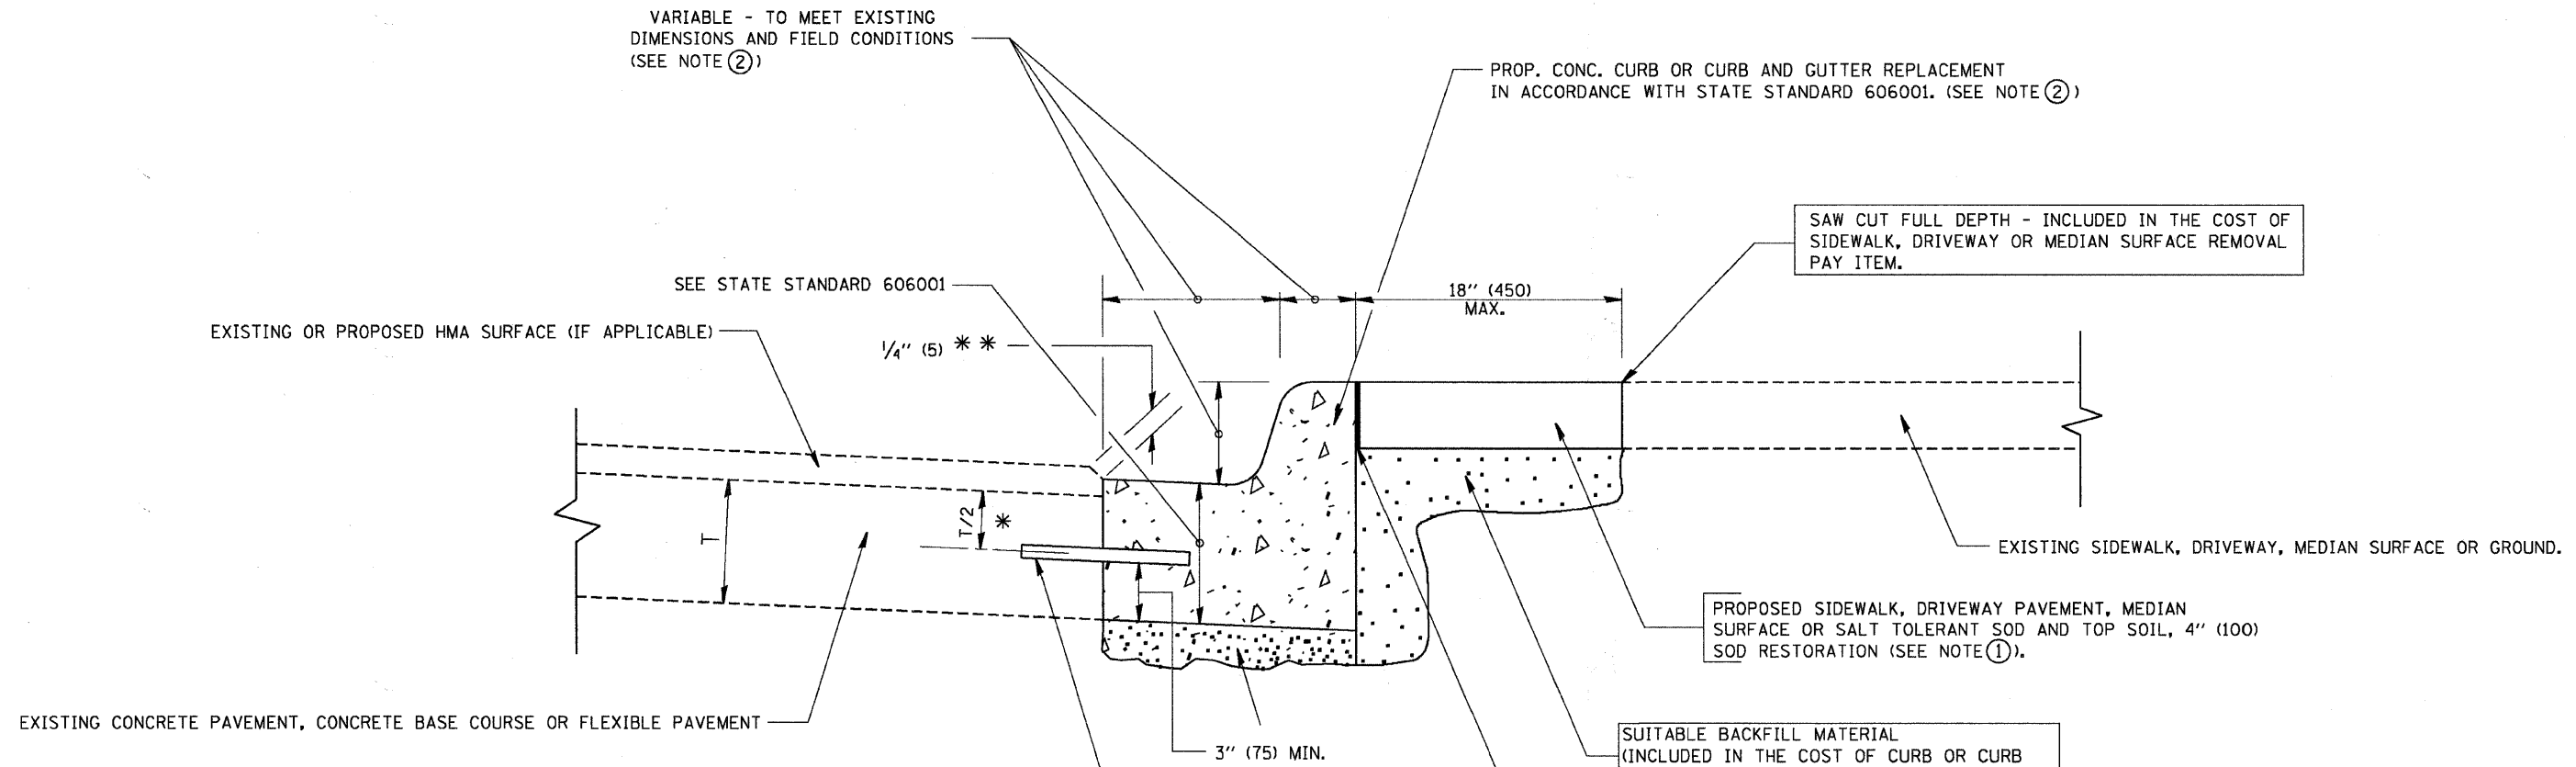 VARIABLE - TO MEET EXISTING
DIMENSIONS AND FIELD CONDITIONS
(SEE NOTE ②)
PROP. CONC. CURB OR CURB AND GUTTER REPLACEMENT
IN ACCORDANCE WITH STATE STANDARD 606001. (SEE NOTE ②)
SAW CUT FULL DEPTH - INCLUDED IN THE COST OF
SIDEWALK, DRIVEWAY OR MEDIAN SURFACE REMOVAL
PAY ITEM.
SEE STATE STANDARD 606001
18" (450)
MAX.
EXISTING OR PROPOSED HMA SURFACE (IF APPLICABLE)
1/4" (5) * *
T
T/2 *
EXISTING SIDEWALK, DRIVEWAY, MEDIAN SURFACE OR GROUND.
PROPOSED SIDEWALK, DRIVEWAY PAVEMENT, MEDIAN
SURFACE OR SALT TOLERANT SOD AND TOP SOIL, 4" (100)
SOD RESTORATION (SEE NOTE ①).
EXISTING CONCRETE PAVEMENT, CONCRETE BASE COURSE OR FLEXIBLE PAVEMENT
3" (75) MIN.
SUITABLE BACKFILL MATERIAL
(INCLUDED IN THE COST OF CURB OR CURB